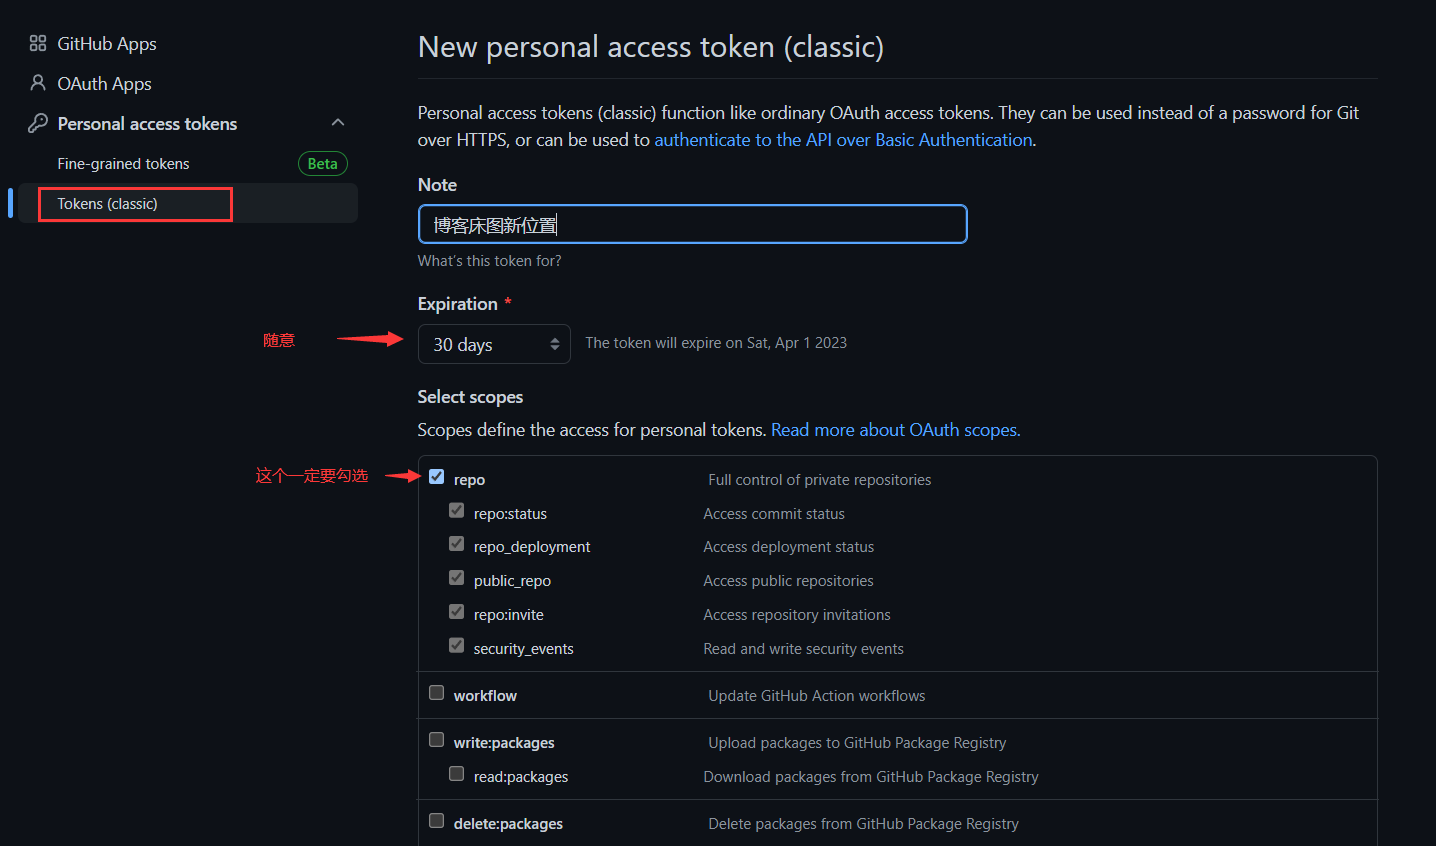 GitHub Apps
OAuth Apps
Personal access tokens
Fine-grained tokens Beta
Tokens (classic)
New personal access token (classic)
Personal access tokens (classic) function like ordinary OAuth access tokens. They can be used instead of a password for Git
over HTTPS, or can be used to authenticate to the API over Basic Authentication.
Note
博客床图新位置
What's this token for?
Expiration *
随意
30 days The token will expire on Sat, Apr 1 2023
Select scopes
Scopes define the access for personal tokens. Read more about OAuth scopes.
这个一定要勾选
repo Full control of private repositories
repo:status Access commit status
repo_deployment Access deployment status
public_repo Access public repositories
repo:invite Access repository invitations
security_events Read and write security events
workflow Update GitHub Action workflows
write:packages Upload packages to GitHub Package Registry
read:packages Download packages from GitHub Package Registry
delete:packages Delete packages from GitHub Package Registry